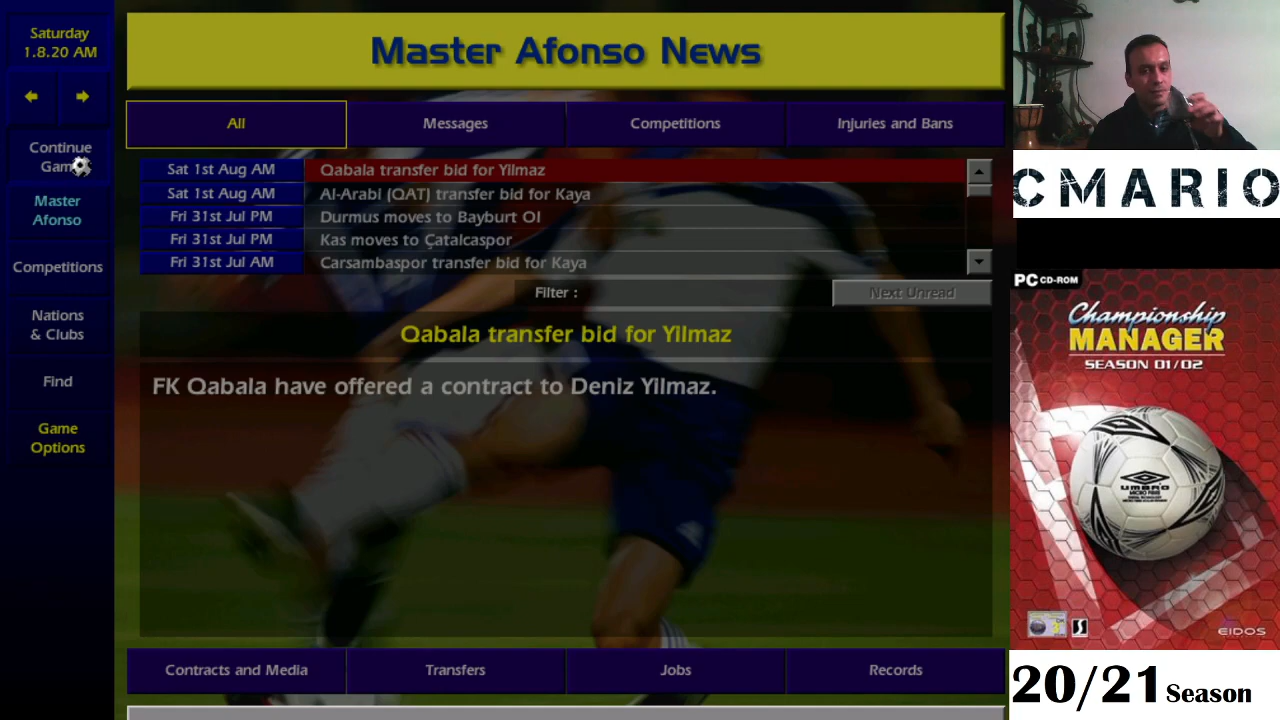 Saturday
1.8.20 AM
Continue
Game
Master
Afonso
Competitions
Nations
& Clubs
Find
Game
Options
Master Afonso News
All
Messages
Competitions
Injuries and Bans
Sat 1st Aug AM Qabala transfer bid for Yilmaz
Sat 1st Aug AM Al-Arabi (QAT) transfer bid for Kaya
Fri 31st Jul PM Durmus moves to Bayburt OI
Fri 31st Jul PM Kas moves to Çatalcaspor
Fri 31st Jul AM Carsambaspor transfer bid for Kaya
Filter :
Next Unread
Qabala transfer bid for Yilmaz
FK Qabala have offered a contract to Deniz Yilmaz.
Contracts and Media
Transfers
Jobs
Records
CMARIO
PC CD-ROM
Championship
MANAGER
SEASON 01/02
UMBRO
EIDOS
20/21 Season